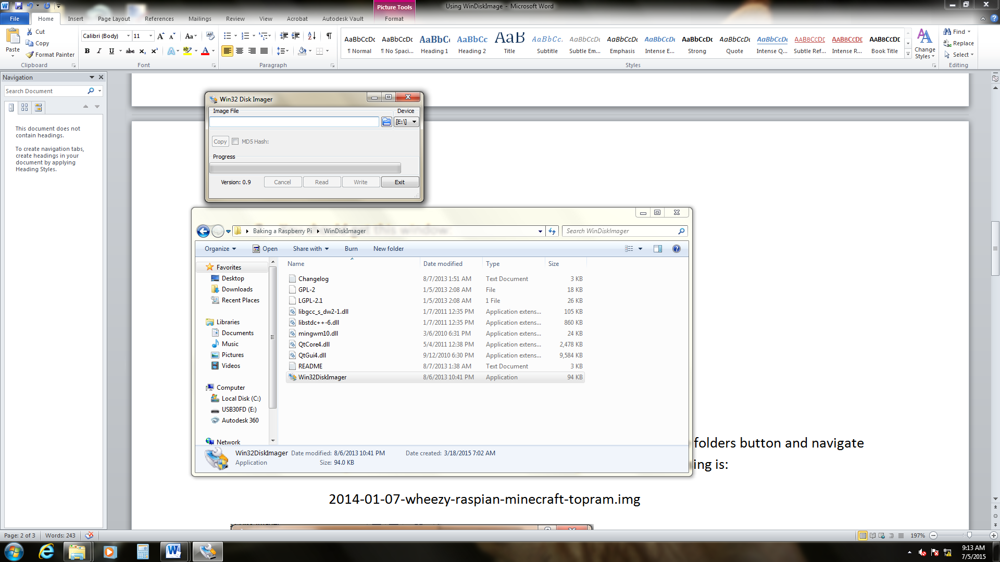 Using WinDiskImage - Microsoft Word
Picture Tools
File Home Insert Page Layout References Mailings Review View Acrobat Autodesk Vault Format
Paste
Cut
Copy
Format Painter
Clipboard
Calibri (Body) 11
Font
Paragraph
AaBbCcDc AaBbCcDc AaBbCc AaBbCc AaB AaBbCc. AaBbCcDc AaBbCcDc AaBbCcDc AaBbCcDc AaBbCcDc AaBbCcDc AABBCCDE AABBCCDE AABBCCDE
¶ Normal ¶ No Spaci... Heading 1 Heading 2 Title Subtitle Subtle Em... Emphasis Intense E... Strong Quote Intense Q... Subtle Ref... Intense R... Book Title
Change
Styles
Styles
Find
Replace
Select
Editing
Navigation
Search Document
This document does not
contain headings.
To create navigation tabs,
create headings in your
document by applying
Heading Styles.
Win32 Disk Imager
Image File Device
[E:\]
Copy MD5 Hash:
Progress
Version: 0.9 Cancel Read Write Exit
this window:
Baking a Raspberry Pi WinDiskImager
Search WinDiskImager
Organize Open Share with Burn New folder
Favorites
Desktop
Downloads
Recent Places
Libraries
Documents
Music
Pictures
Videos
Computer
Local Disk (C:)
USB30FD (E:)
Autodesk 360
Network
Name Date modified Type Size
Changelog 8/7/2013 1:51 AM Text Document 3 KB
GPL-2 1/5/2013 2:08 AM File 18 KB
LGPL-2.1 1/5/2013 2:08 AM 1 File 26 KB
libgcc_s_dw2-1.dll 1/7/2011 12:35 PM Application extens... 105 KB
libstdc++-6.dll 1/7/2011 12:35 PM Application extens... 860 KB
mingwm10.dll 3/6/2010 6:31 PM Application extens... 24 KB
QtCore4.dll 5/4/2011 12:38 PM Application extens... 2,478 KB
QtGui4.dll 9/12/2010 6:30 PM Application extens... 9,584 KB
README 8/7/2013 1:38 AM Text Document 3 KB
Win32DiskImager 8/6/2013 10:41 PM Application 94 KB
Win32DiskImager Date modified: 8/6/2013 10:41 PM Date created: 3/18/2015 7:02 AM
Application Size: 94.0 KB
folders button and navigate
ing is:
2014-01-07-wheezy-raspian-minecraft-topram.img
Page: 2 of 3 Words: 243
197%
9:13 AM
7/5/2015